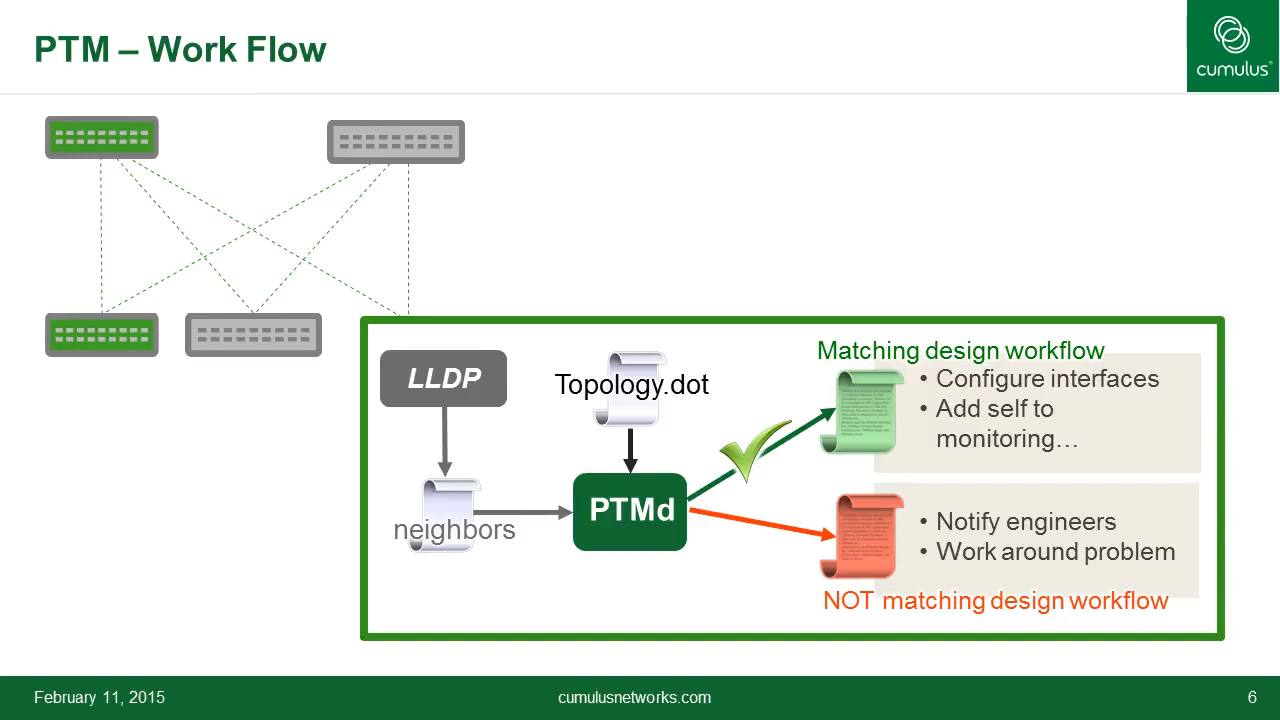 PTM – Work Flow
cumulus®
LLDP
Topology.dot
neighbors
PTMd
Matching design workflow
• Configure interfaces
• Add self to
monitoring…
• Notify engineers
• Work around problem
NOT matching design workflow
February 11, 2015
cumulusnetworks.com
6